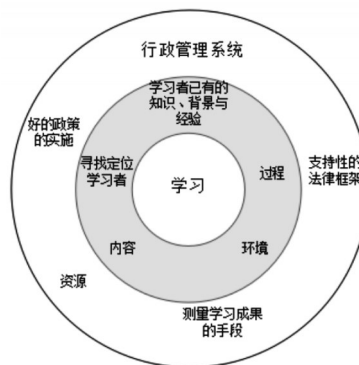 行政管理系统
学习者已有的
知识、背景与
经验
好的政策
的实施
寻找定位
学习者
学习
过程
支持性的
法律框架
内容
环境
资源
测量学习成果
的手段